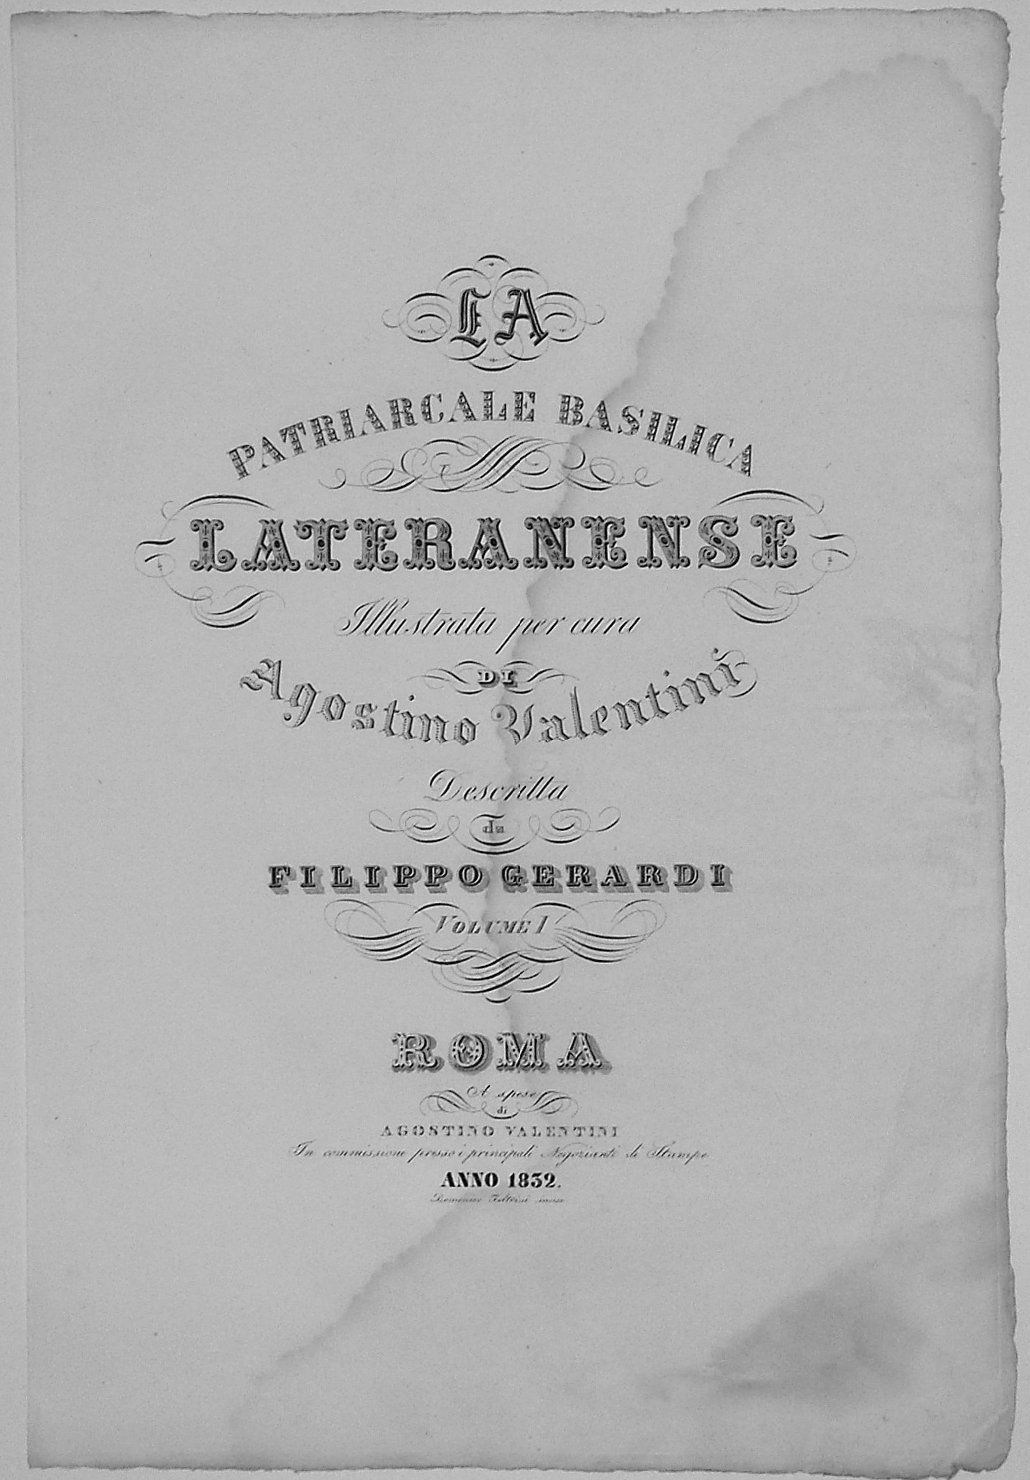 LA
PATRIARCALE BASILICA
LATERANENSE
Illustrata per cura
DI
Agostino Valentini
Descritta
da
FILIPPO GERARDI
VOLUME I
ROMA
A spese
di
AGOSTINO VALENTINI
In commissione presso i principali Negozianti di Stampe
ANNO 1832.
incise